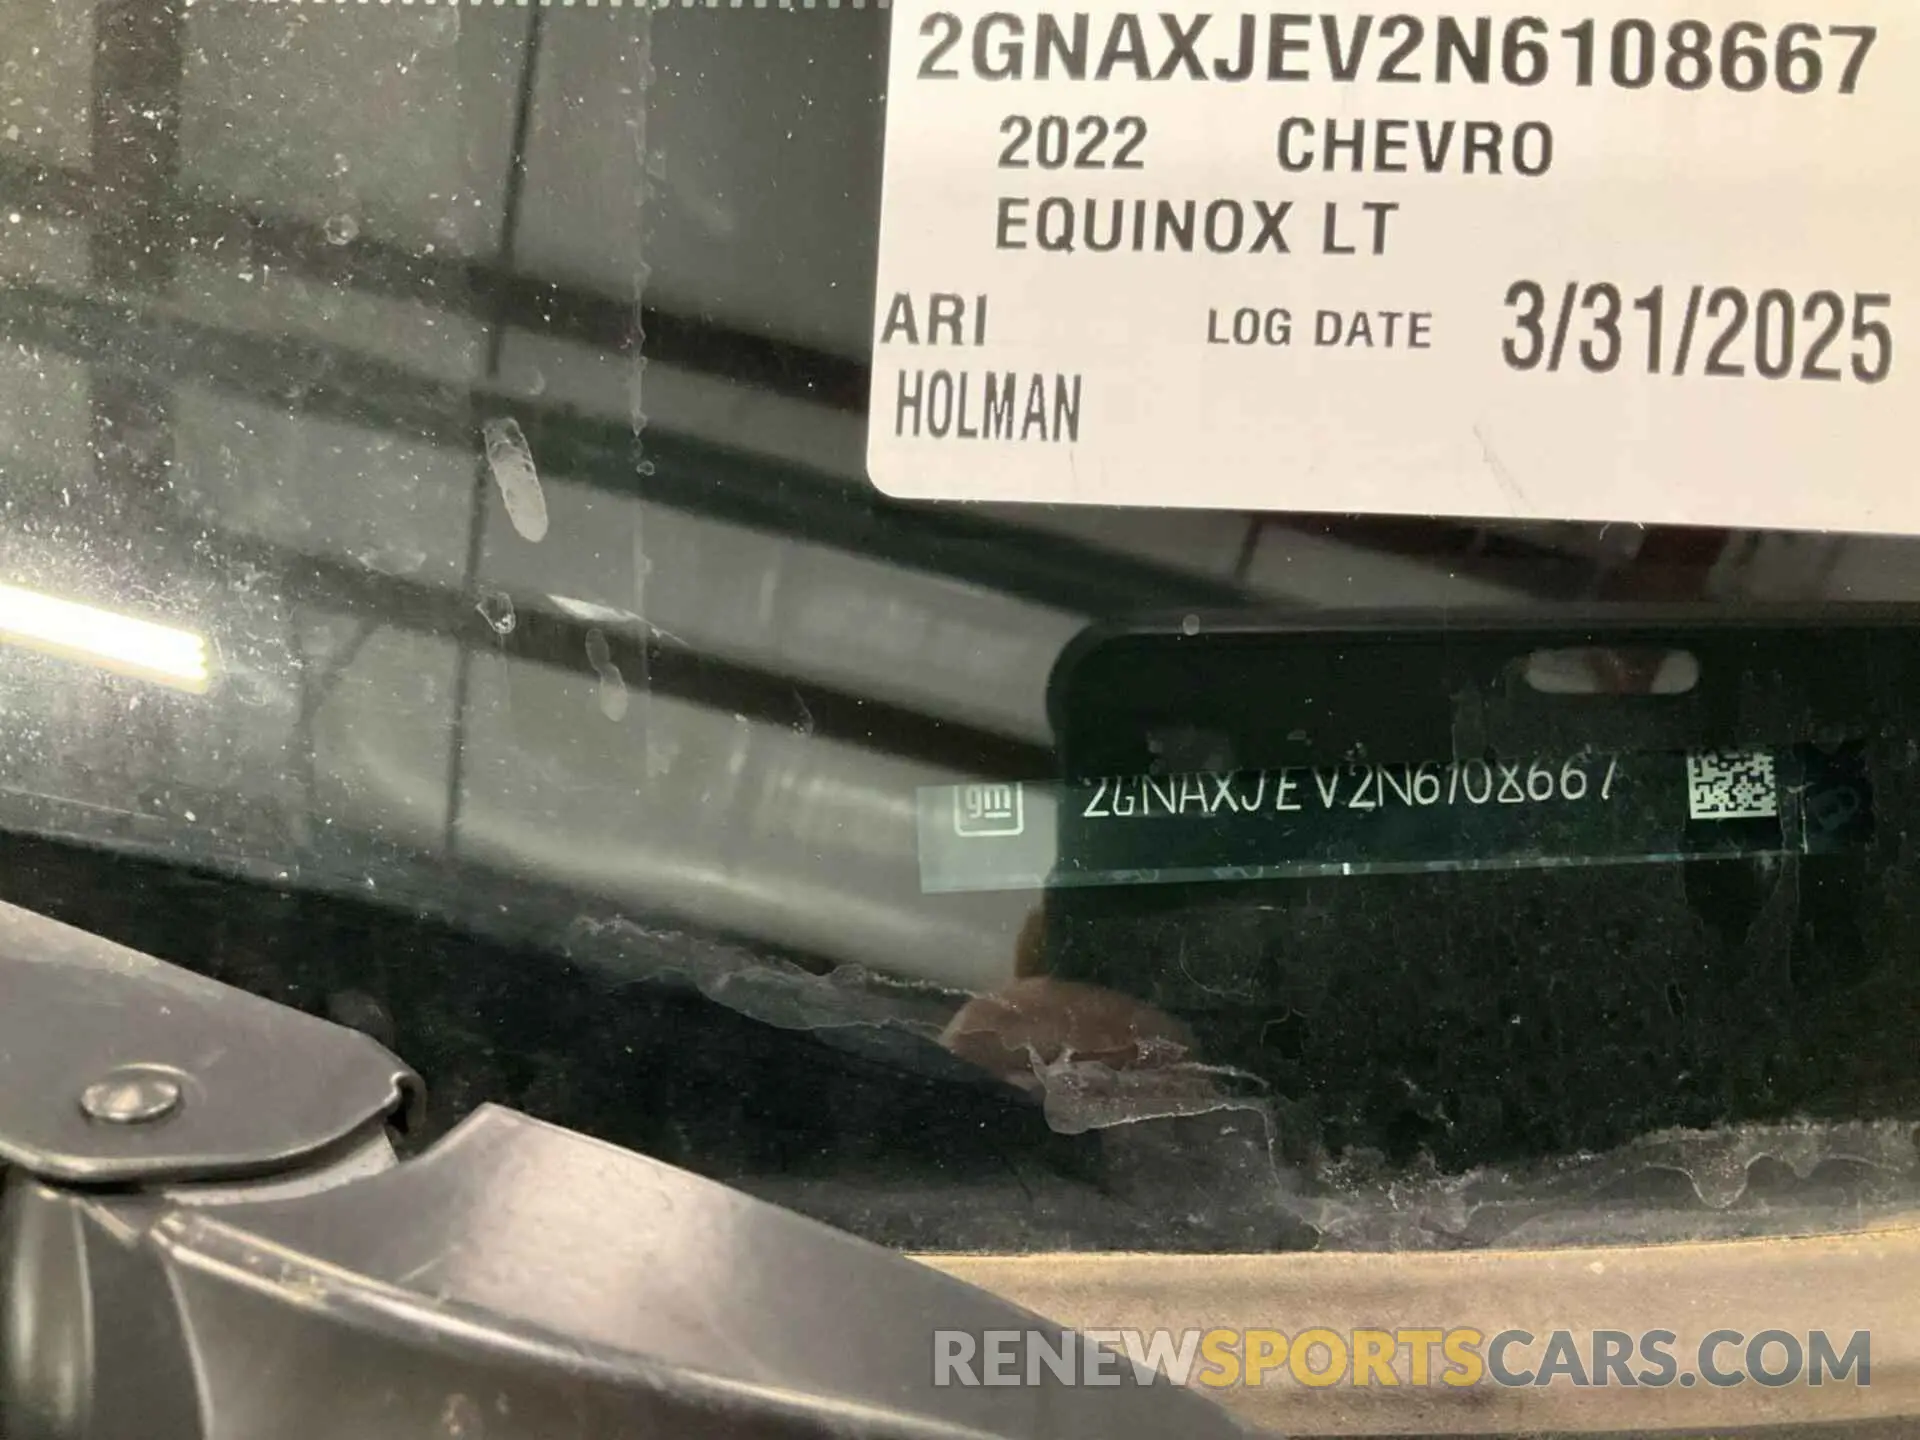 2GNAXJEV2N6108667
2022 CHEVRO
EQUINOX LT
ARI LOG DATE 3/31/2025
HOLMAN
gm 2GNAXJEV2N6108667
RENEWSPORTSCARS.COM